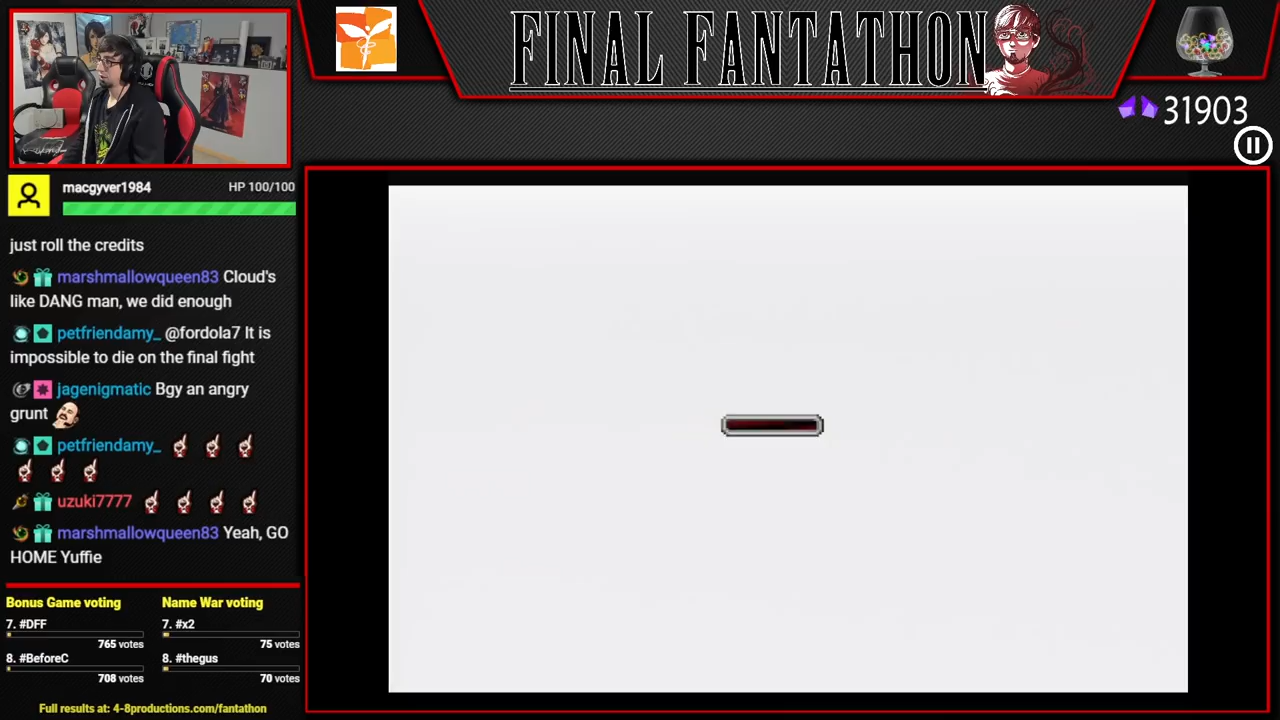 FINAL FANTATHON
31903
macgyver1984 HP 100/100
just roll the credits
marshmallowqueen83 Cloud's
like DANG man, we did enough
petfriendamy_ @fordola7 It is
impossible to die on the final fight
jagenigmatic Bgy an angry
grunt
petfriendamy_
uzuki7777
marshmallowqueen83 Yeah, GO
HOME Yuffie
Bonus Game voting
7. #DFF
765 votes
8. #BeforeC
708 votes
Name War voting
7. #x2
75 votes
8. #thegus
70 votes
Full results at: 4-8productions.com/fantathon